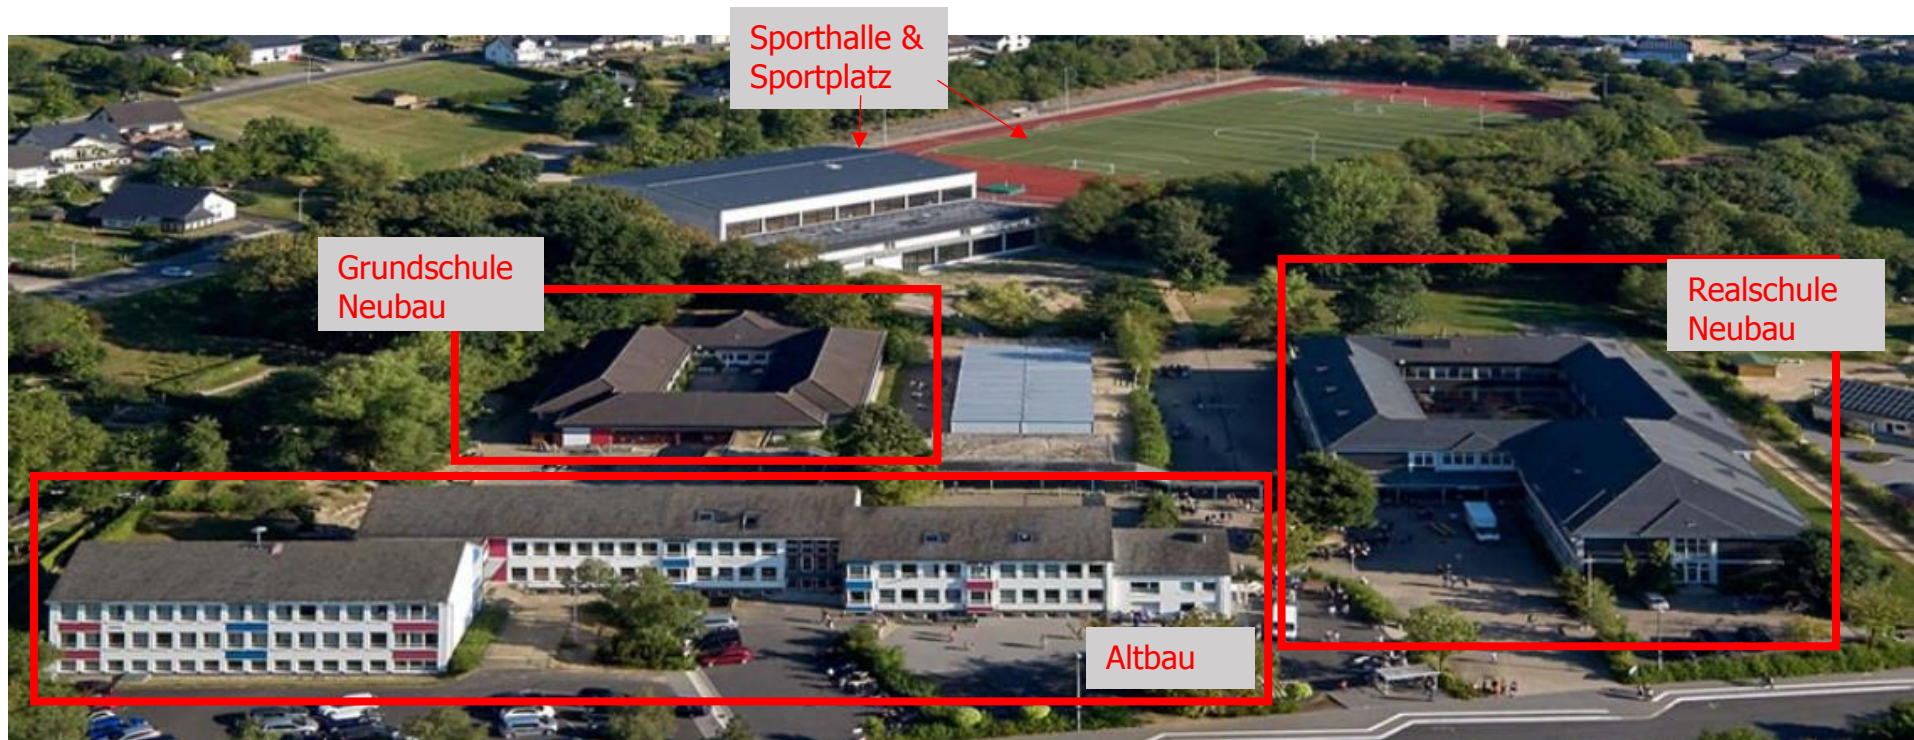 Sporthalle &
Sportplatz
Grundschule
Neubau
Realschule
Neubau
Altbau